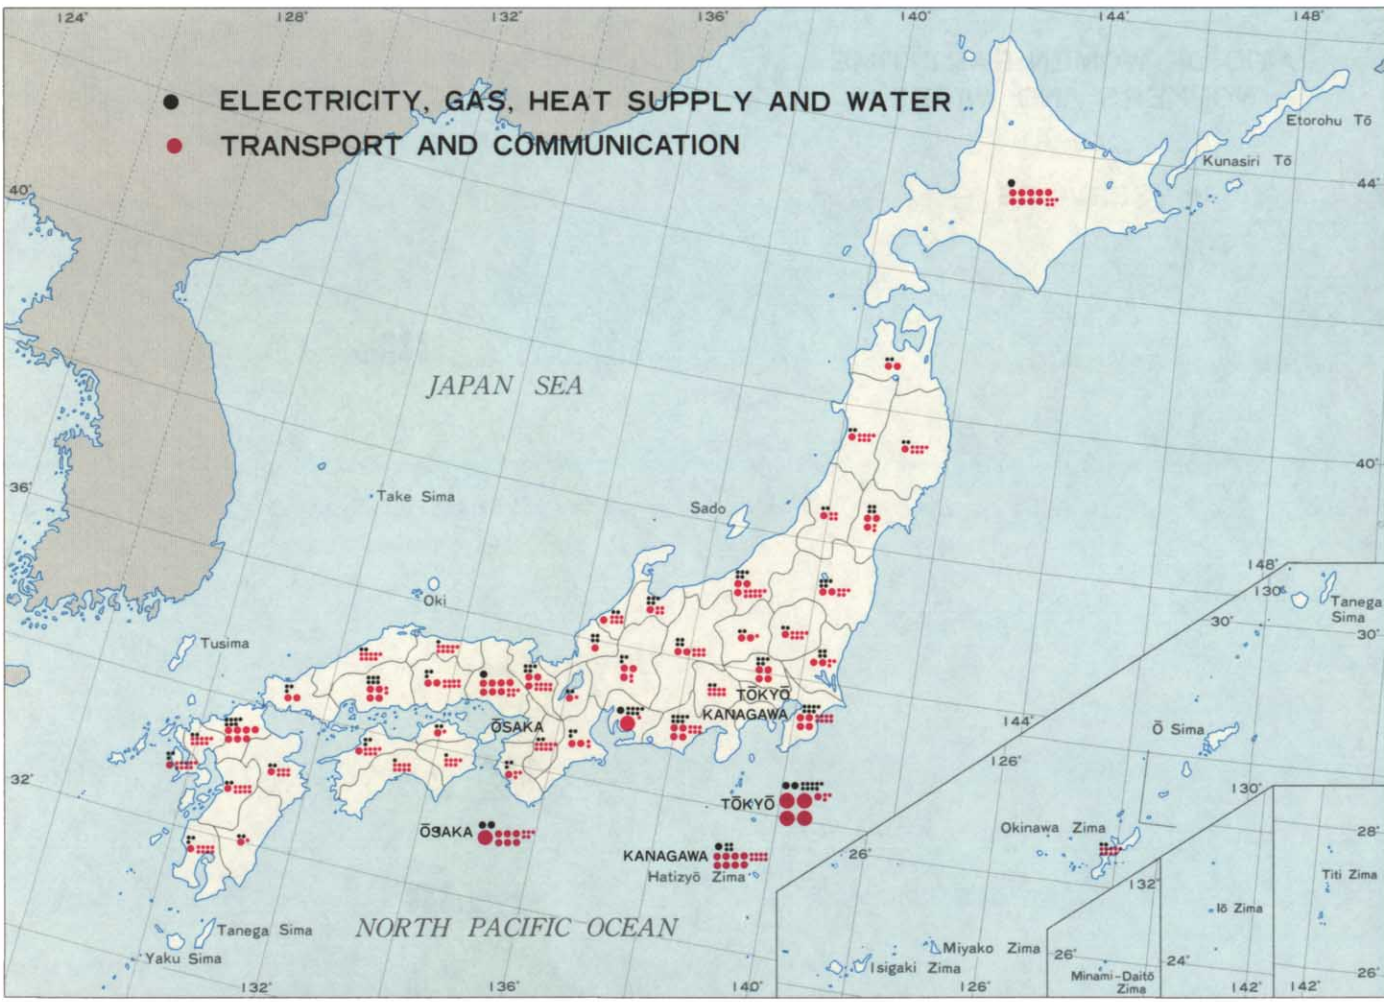 124° 128° 132° 136° 140° 144° 148°
● ELECTRICITY, GAS, HEAT SUPPLY AND WATER
● TRANSPORT AND COMMUNICATION
Etorohu Tō
Kunasiri Tō
40° 44°
JAPAN SEA
40°
36°
Take Sima
Sado
148°
130°
Oki
Tanega
Sima
30° 30°
Tusima
TŌKYŌ
KANAGAWA
144°
ŌSAKA
Ō Sima
126°
32°
130°
TŌKYŌ
ŌSAKA
Okinawa Zima
28°
KANAGAWA
26°
Hatizyō Zima
132°
Titi Zima
Iō Zima
Tanega Sima
NORTH PACIFIC OCEAN
Yaku Sima
Miyako Zima
26°
24°
Isigaki Zima
26°
Minami-Daitō
Zima
132° 136° 140° 126° 142° 142°